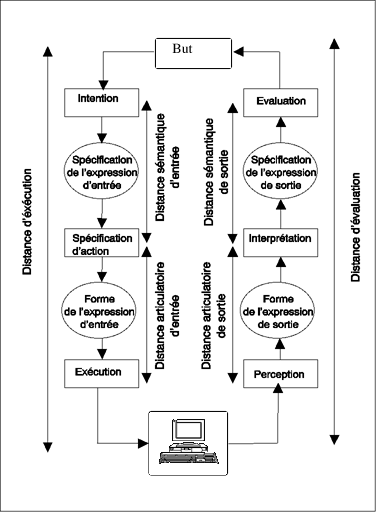 But
Intention
Evaluation
Spécification
de l'expression
d'entrée
Spécification
de l'expression
de sortie
Spécification
d'action
Interprétation
Forme
de l'expression
d'entrée
Forme
de l'expression
de sortie
Exécution
Perception
Distance d'éxécution
Distance sémantique
d'entrée
Distance articulatoire
d'entrée
Distance sémantique
de sortie
Distance articulatoire
de sortie
Distance d'évaluation